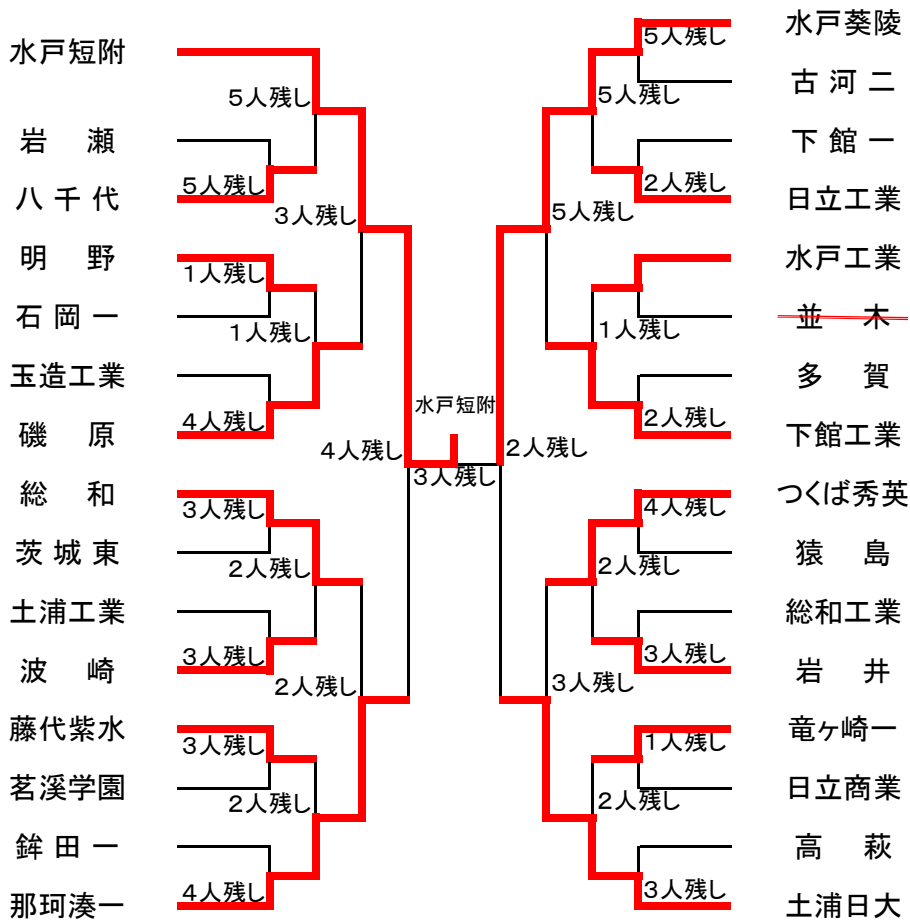 水戸短附
5人残し
岩瀬
5人残し
八千代
3人残し
明野
1人残し
石岡一
1人残し
玉造工業
4人残し
磯原
4人残し
総和
3人残し
茨城東
2人残し
土浦工業
3人残し
波崎
2人残し
藤代紫水
3人残し
茗溪学園
2人残し
鉾田一
4人残し
那珂湊一
水戸短附
3人残し
水戸葵陵
5人残し
古河二
5人残し
下館一
2人残し
日立工業
5人残し
水戸工業
並木
1人残し
多賀
2人残し
下館工業
2人残し
つくば秀英
4人残し
猿島
2人残し
総和工業
3人残し
岩井
3人残し
竜ヶ崎一
1人残し
日立商業
2人残し
高萩
3人残し
土浦日大